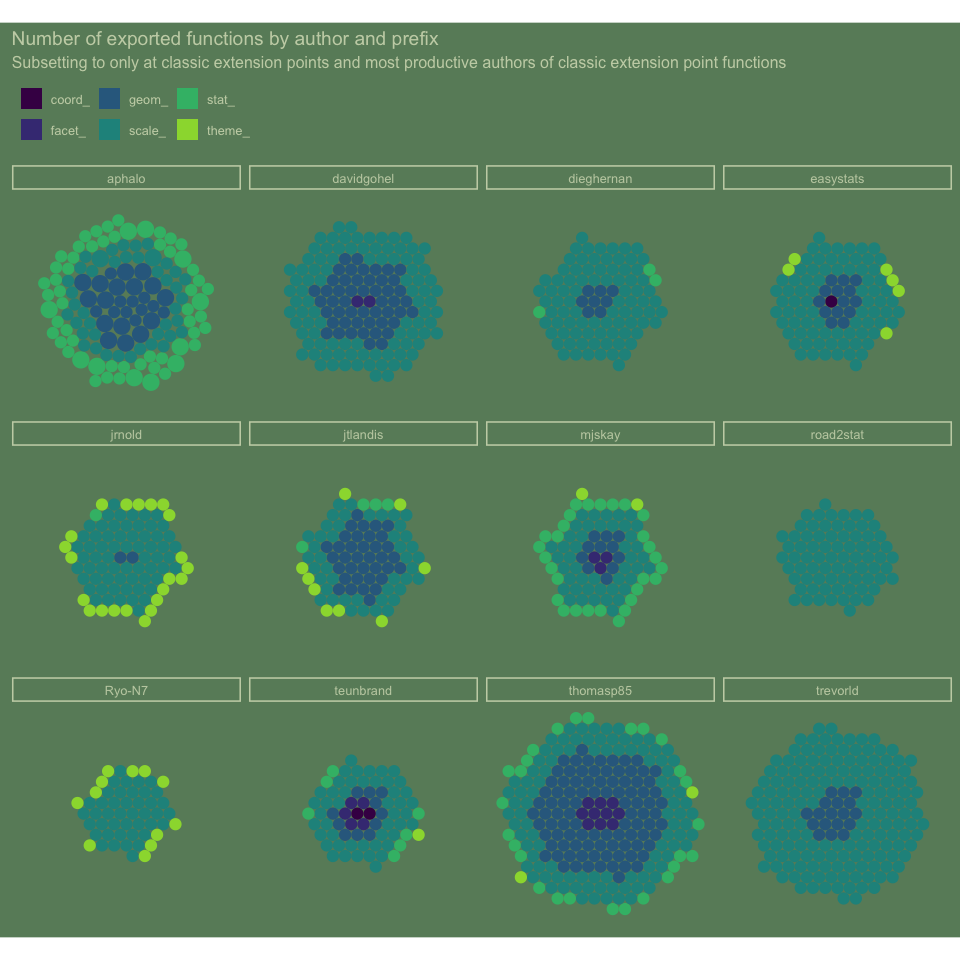 Number of exported functions by author and prefix
Subsetting to only at classic extension points and most productive authors of classic extension point functions
coord_ geom_ stat_
facet_ scale_ theme_
aphalo davidgohel dieghernan easystats
jrnold jtlandis mjskay road2stat
Ryo-N7 teunbrand thomasp85 trevorld